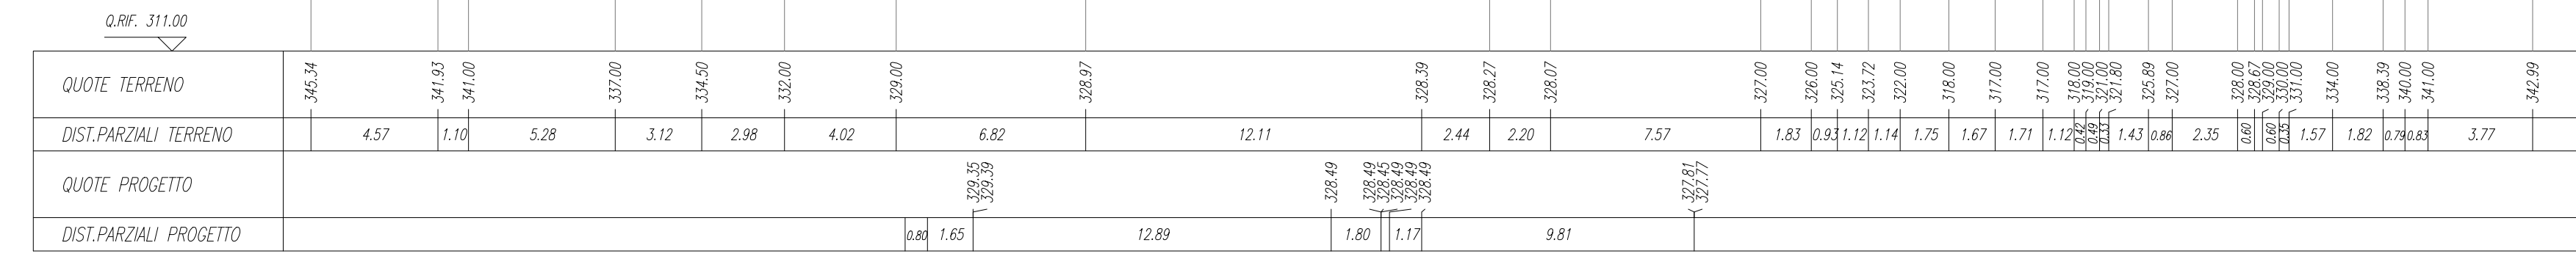 Q.RIF. 311.00
QUOTE TERRENO 345.34 341.93 341.00 337.00 334.50 332.00 329.00 328.97 328.39 328.27 328.07 327.00 326.00 325.14 323.72 322.00 318.00 317.00 317.00 318.00 319.00 321.00 321.80 325.89 327.00 328.00 328.67 329.00 330.00 331.00 334.00 338.39 340.00 341.00 342.99
DIST.PARZIALI TERRENO 4.57 1.10 5.28 3.12 2.98 4.02 6.82 12.11 2.44 2.20 7.57 1.83 0.93 1.12 1.14 1.75 1.67 1.71 1.12 0.42 0.49 0.33 1.43 0.86 2.35 0.60 0.60 0.35 1.57 1.82 0.79 0.83 3.77
QUOTE PROGETTO 329.35 329.39 328.49 328.49 328.45 328.49 328.49 328.49 327.81 327.77
DIST.PARZIALI PROGETTO 0.80 1.65 12.89 1.80 1.17 9.81